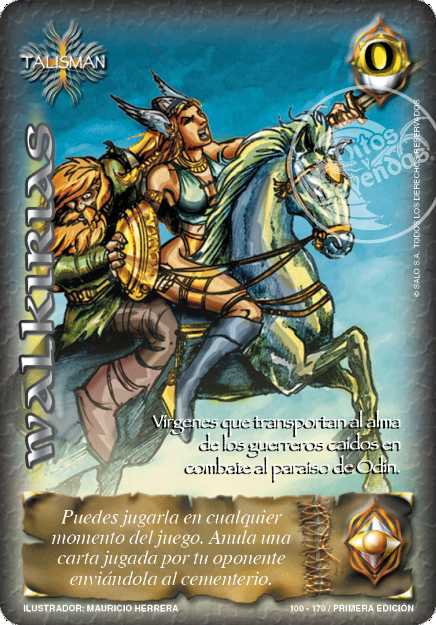 TALISMAN
0
WALKIRIAS
© SALO S.A. TODOS LOS DERECHOS RESERVADOS
Vírgenes que transportan al alma
de los guerreros caídos en
combate al paraíso de Odín.
Puedes jugarla en cualquier
momento del juego. Anula una
carta jugada por tu oponente
enviándola al cementerio.
ILUSTRADOR: MAURICIO HERRERA
100 - 170 / PRIMERA EDICIÓN